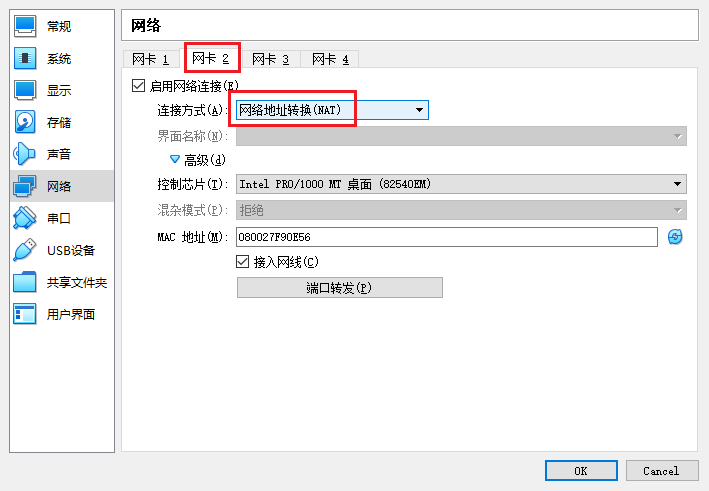 常规
系统
显示
存储
声音
网络
串口
USB设备
共享文件夹
用户界面
网络
网卡 1 网卡 2 网卡 3 网卡 4
启用网络连接(E)
连接方式(A): 网络地址转换(NAT)
界面名称(N):
高级(d)
控制芯片(T): Intel PRO/1000 MT 桌面 (82540EM)
混杂模式(P): 拒绝
MAC 地址(M): 080027F90E56
接入网线(C)
端口转发(P)
OK Cancel